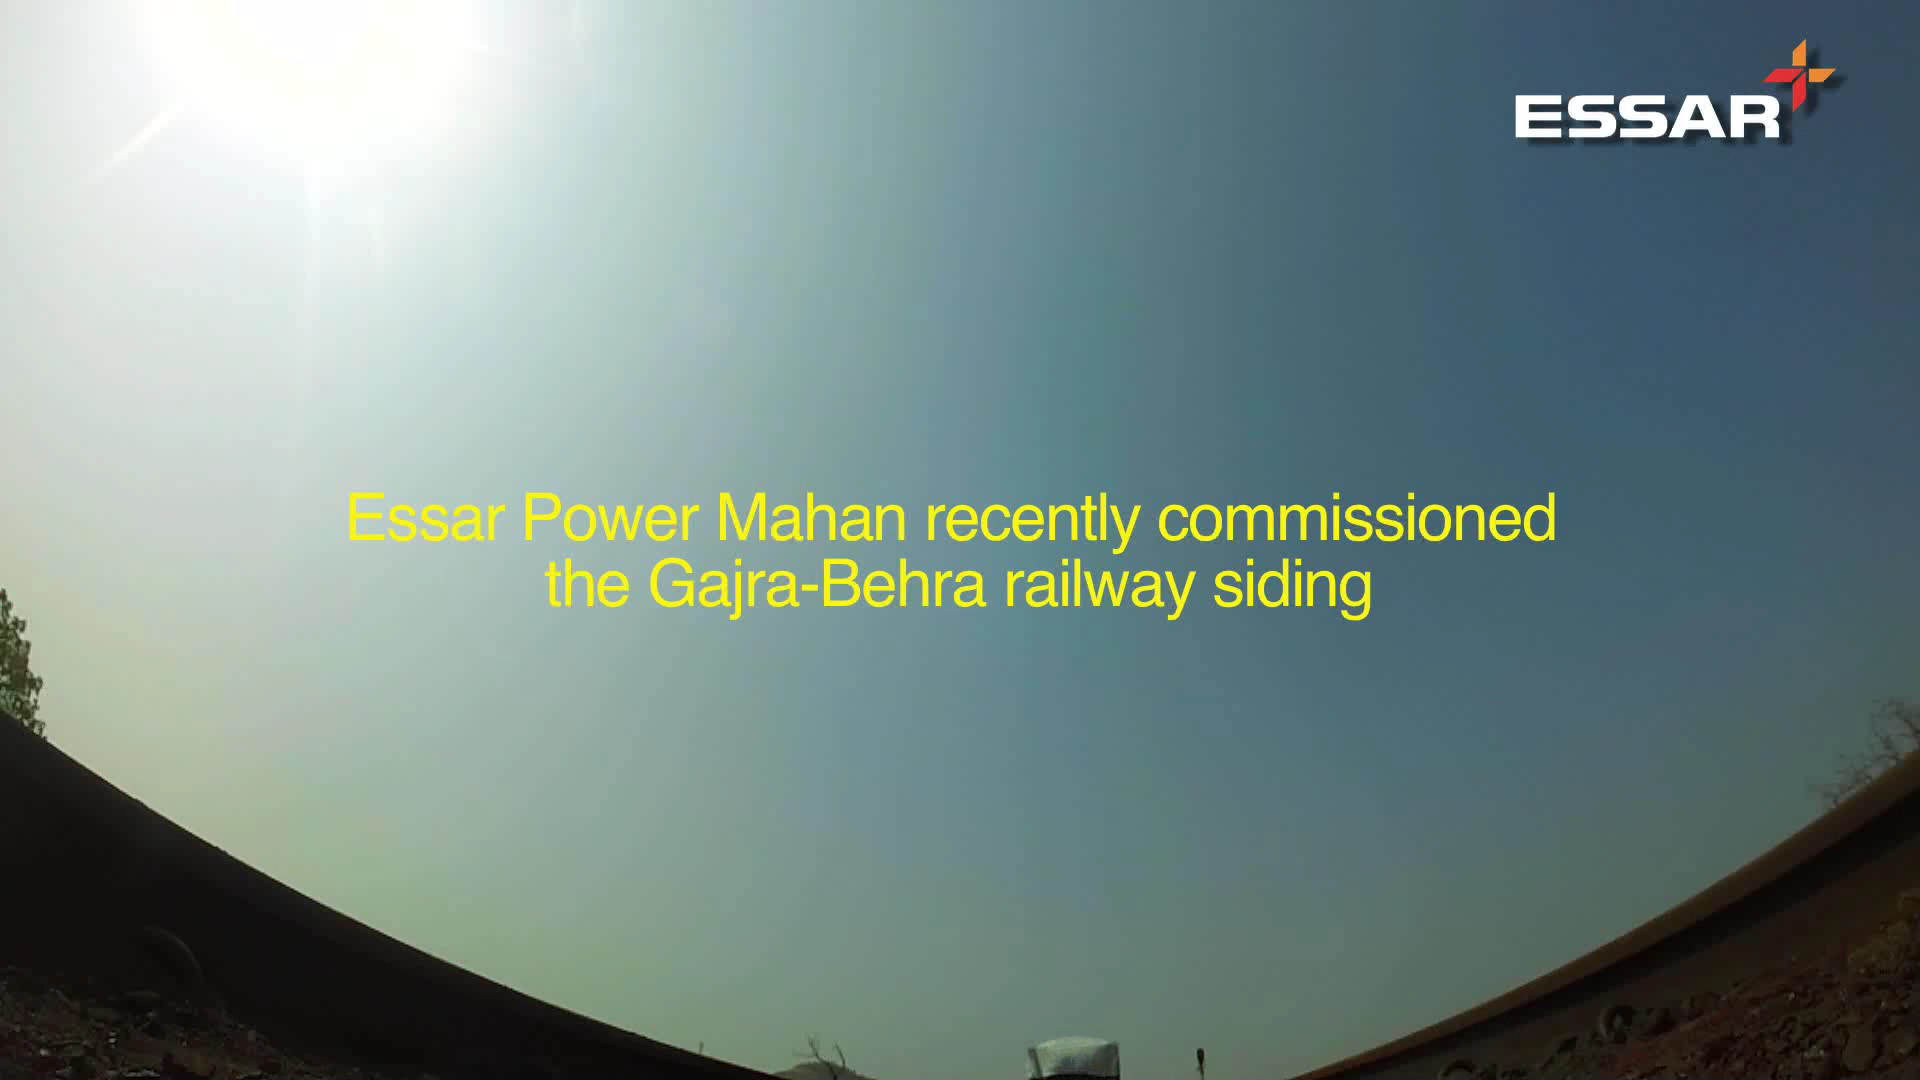 ESSAR
Essar Power Mahan recently commissioned
the Gajra-Behra railway siding